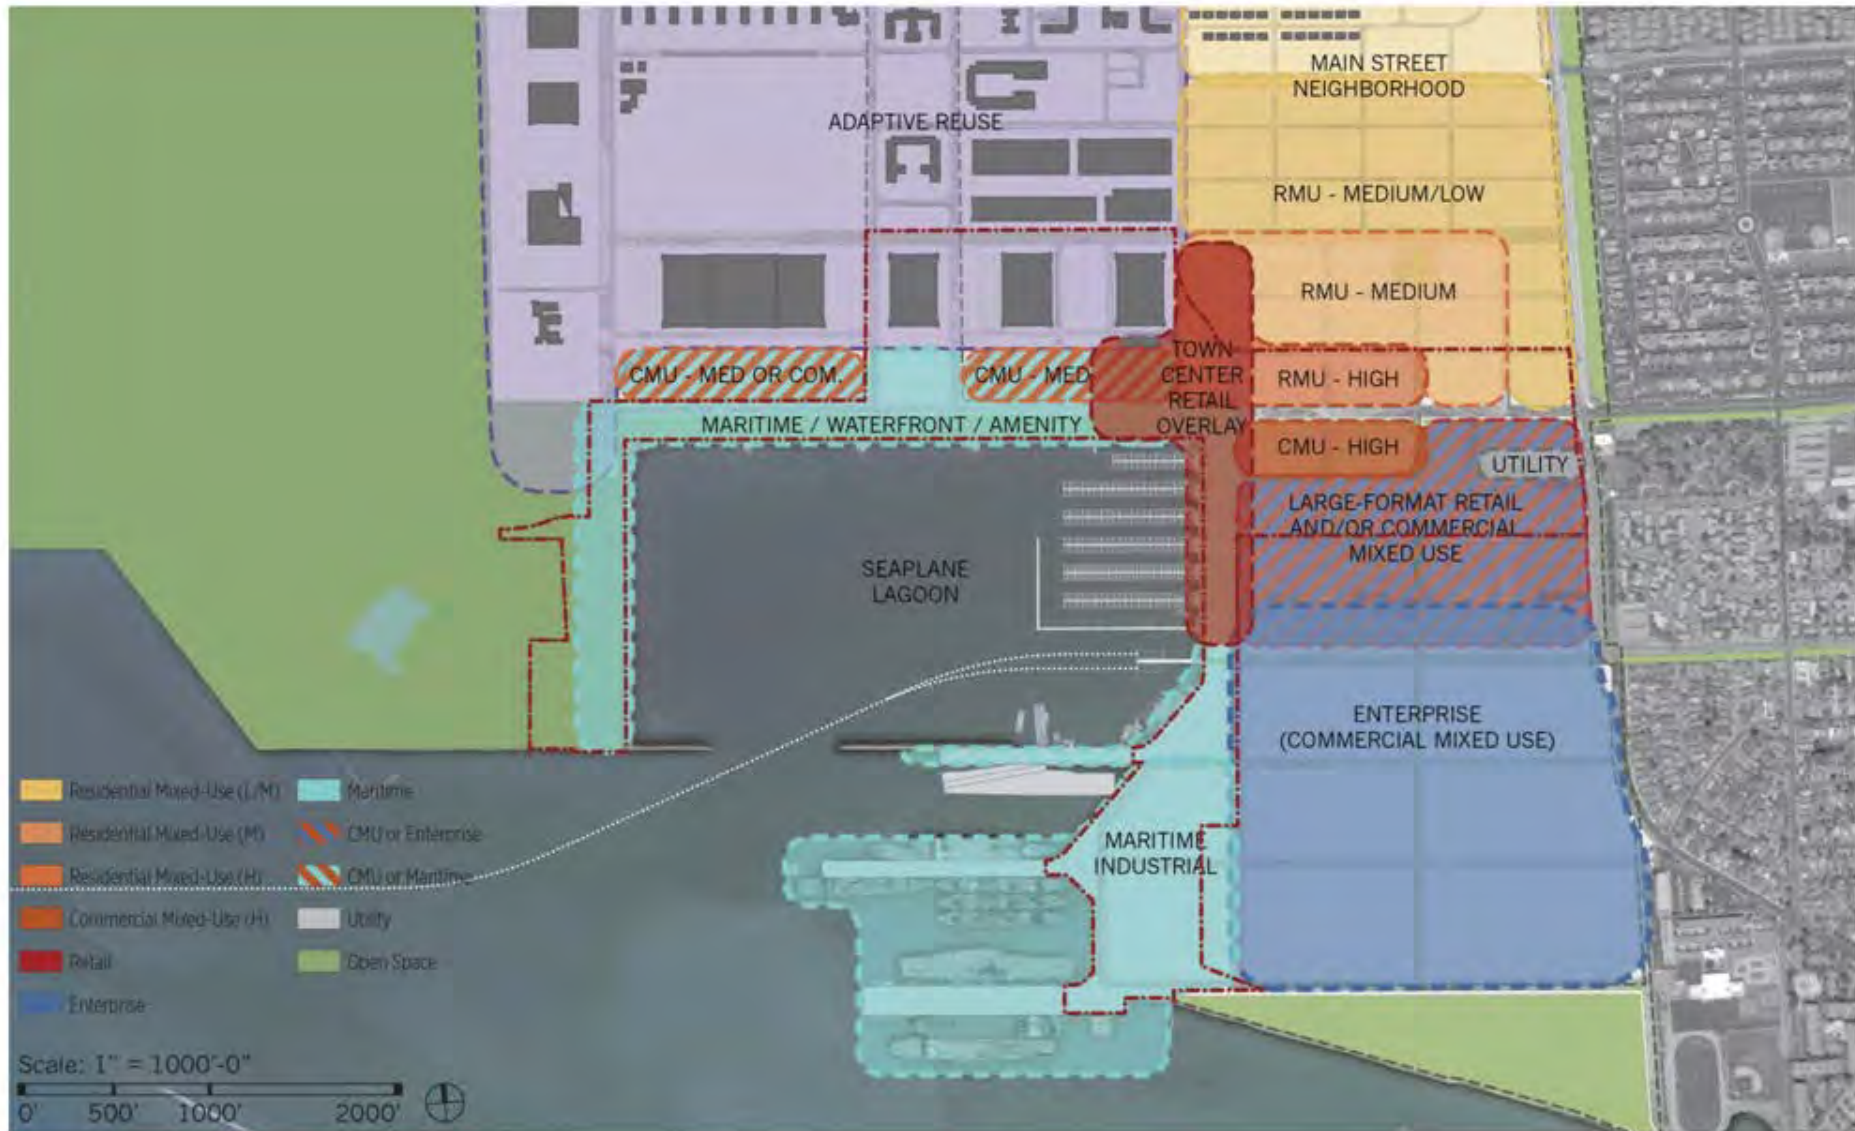 MAIN STREET
NEIGHBORHOOD
ADAPTIVE REUSE
RMU - MEDIUM/LOW
RMU - MEDIUM
TOWN
CENTER
RETAIL
OVERLAY
CMU - MED OR COM.
CMU - MED
RMU - HIGH
MARITIME / WATERFRONT / AMENITY
CMU - HIGH
UTILITY
LARGE-FORMAT RETAIL
AND/OR COMMERCIAL
MIXED USE
SEAPLANE
LAGOON
ENTERPRISE
(COMMERCIAL MIXED USE)
MARITIME
INDUSTRIAL
Residential Mixed-Use (L/M)
Residential Mixed-Use (M)
Residential Mixed-Use (H)
Commercial Mixed-Use (H)
Retail
Enterprise
Maritime
CMU or Enterprise
CMU or Maritime
Utility
Open Space
Scale: 1" = 1000'-0"
0' 500' 1000' 2000'